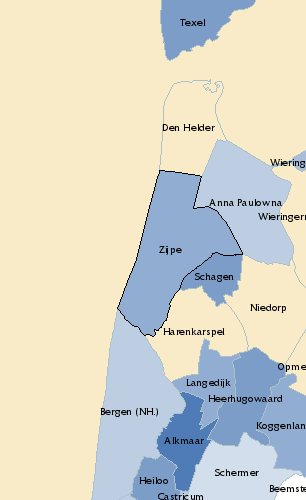 Texel
Den Helder
Wiering
Anna Paulowna
Wieringerm
Zijpe
Schagen
Niedorp
Harenkarspel
Opme
Langedijk
Heerhugowaard
Bergen (NH.)
Koggenlan
Alkmaar
Schermer
Heiloo
Beemste
Castricum